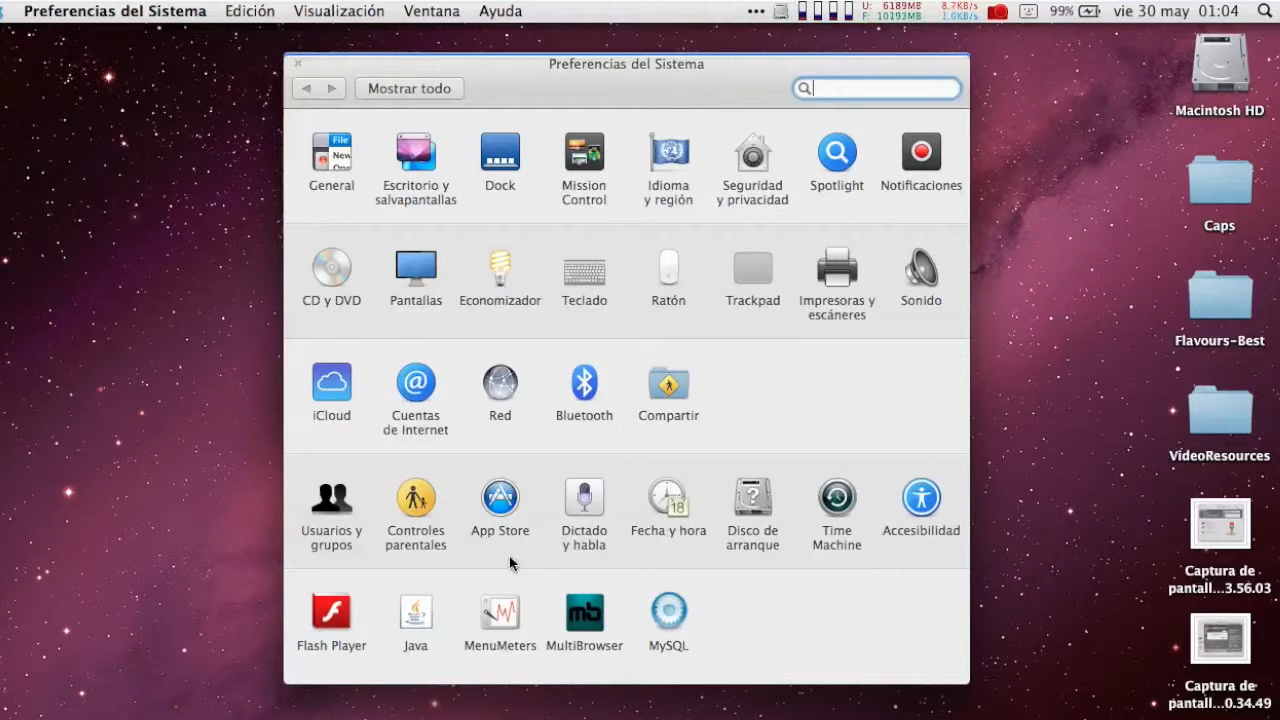 Preferencias del Sistema Edición Visualización Ventana Ayuda ••• U: 6189MB 8.7KB/s 99% vie 30 may 01:04
F: 10193MB 1.0KB/s
Preferencias del Sistema
Mostrar todo
Macintosh HD
File
New
General
Escritorio y
salvapantallas
Dock
Mission
Control
Idioma
y región
Seguridad
y privacidad
Spotlight
Notificaciones
Caps
CD y DVD
Pantallas
Economizador
Teclado
Ratón
Trackpad
Impresoras y
escáneres
Sonido
Flavours-Best
iCloud
@
Cuentas
de Internet
Red
Bluetooth
Compartir
VideoResources
Usuarios y
grupos
Controles
parentales
App Store
Dictado
y habla
18
Fecha y hora
?
Disco de
arranque
Time
Machine
Accesibilidad
Captura de
pantall...3.56.03
Flash Player
Java
MenuMeters
mb
MultiBrowser
MySQL
Captura de
pantall...0.34.49